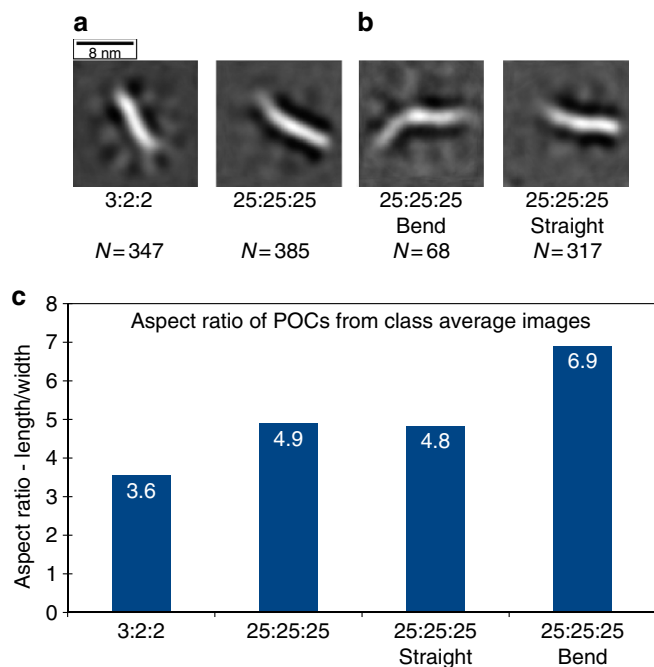 a
b
8 nm
3:2:2
25:25:25
25:25:25
25:25:25
Bend
Straight
N=347
N=385
N=68
N=317
c
Aspect ratio of POCs from class average images
Aspect ratio - length/width
8
7
6
5
4
3
2
1
0
3.6
4.9
4.8
6.9
3:2:2
25:25:25
25:25:25
25:25:25
Straight
Bend